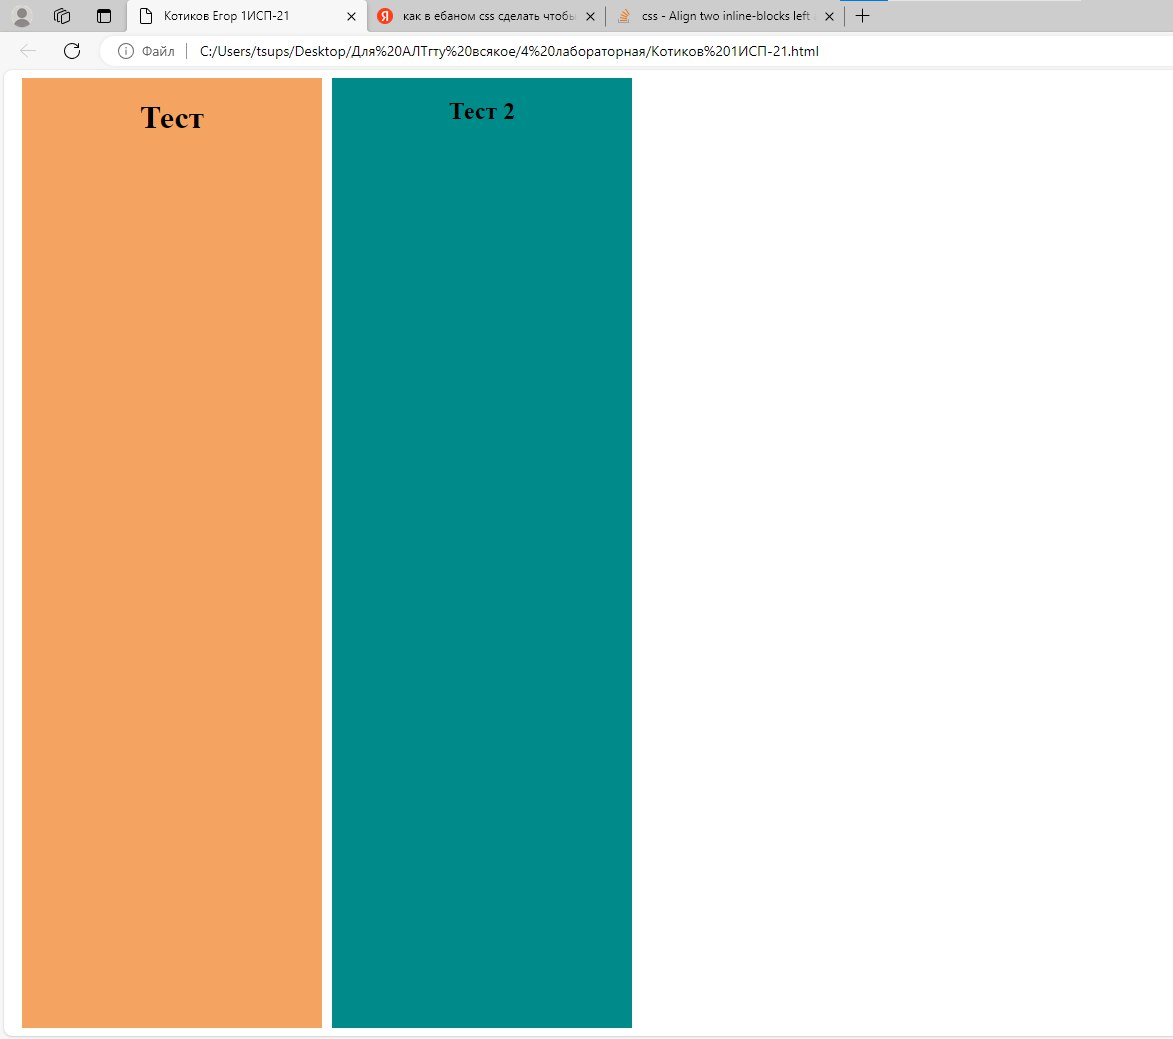 Котиков Егор 1ИСП-21
Я как в ебаном css сделать чтобы
css - Align two inline-blocks left
Файл C:/Users/tsups/Desktop/Для%20АЛТгту%20всякое/4%20лабораторная/Котиков%201ИСП-21.html
Тест
Тест 2